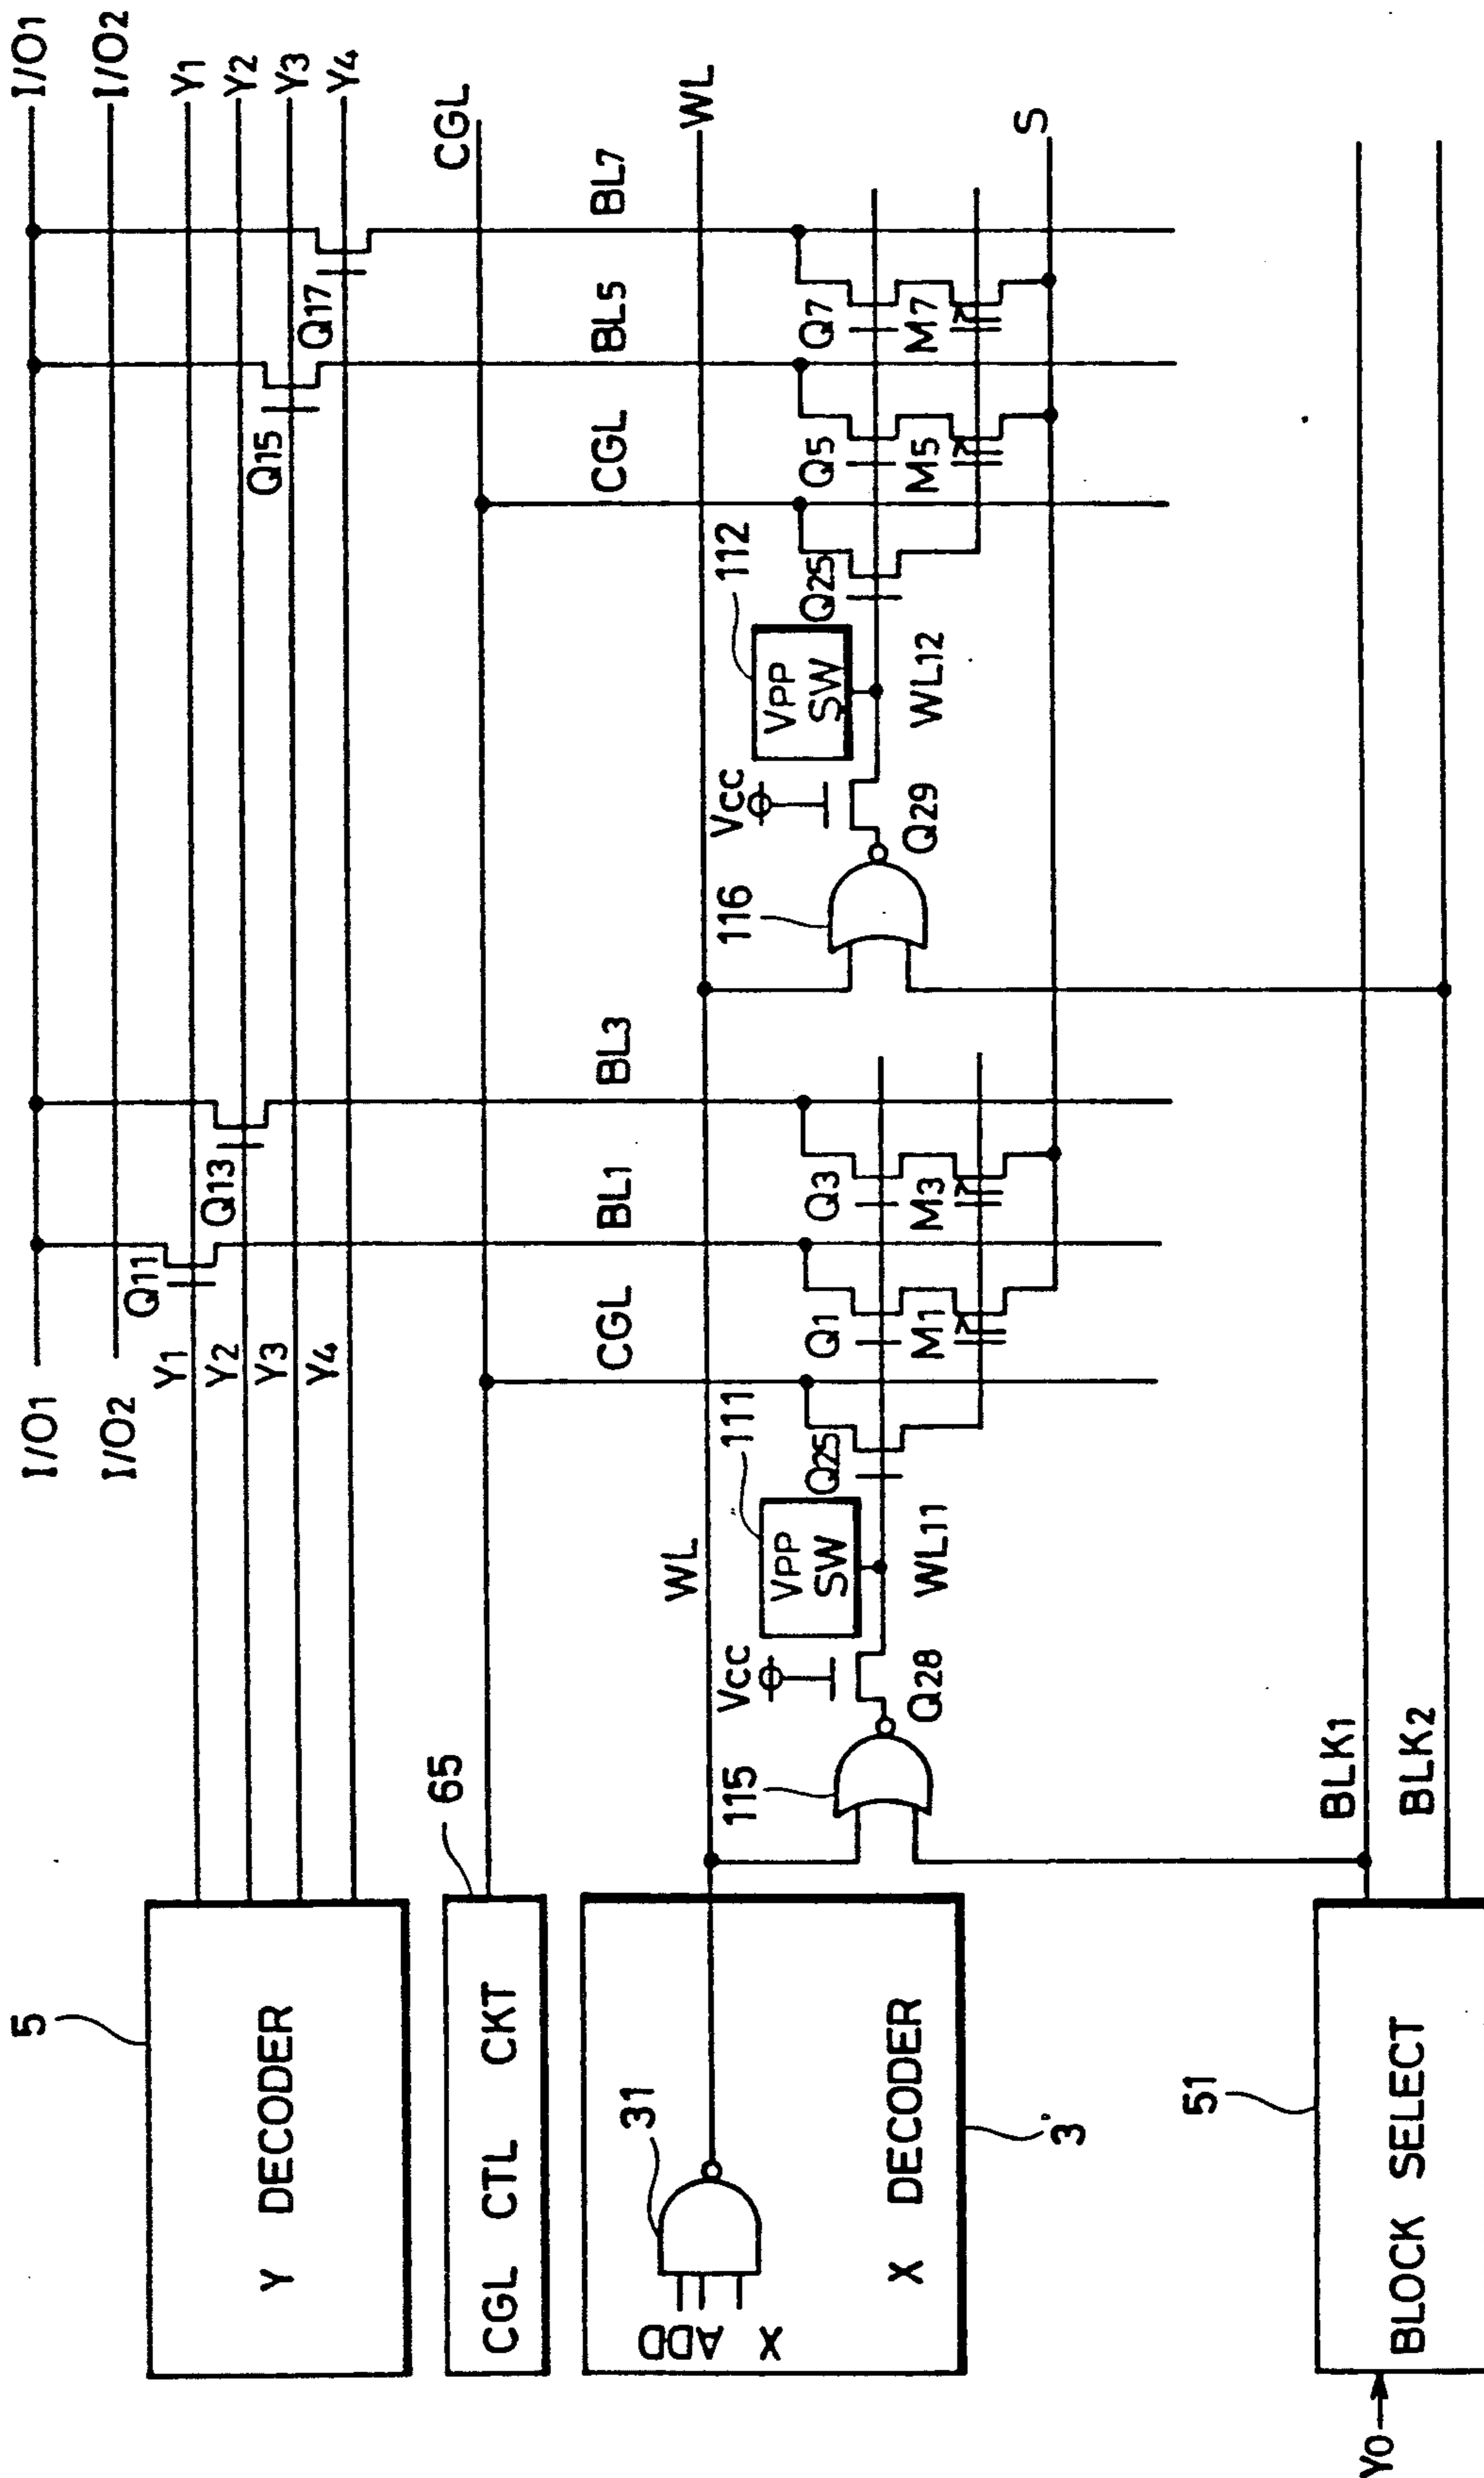 I/O1
I/O2
Y1
Y2
Y3
Y4
I/O1
I/O2
Y1
Y2
Y3
Y4
Q11
Q13
Q15
Q17
5
Y DECODER
65
CGL CTL CKT
CGL
CGL
BL1
BL3
CGL
BL5
BL7
31
X ADD
X DECODER
3
WL
WL
115
VCC
Q28
111
VPP
SW
WL11
Q25
Q1
M1
Q3
M3
116
VCC
Q29
112
VPP
SW
WL12
Q25
Q5
M5
Q7
M7
S
51
Y0
BLOCK SELECT
BLK1
BLK2